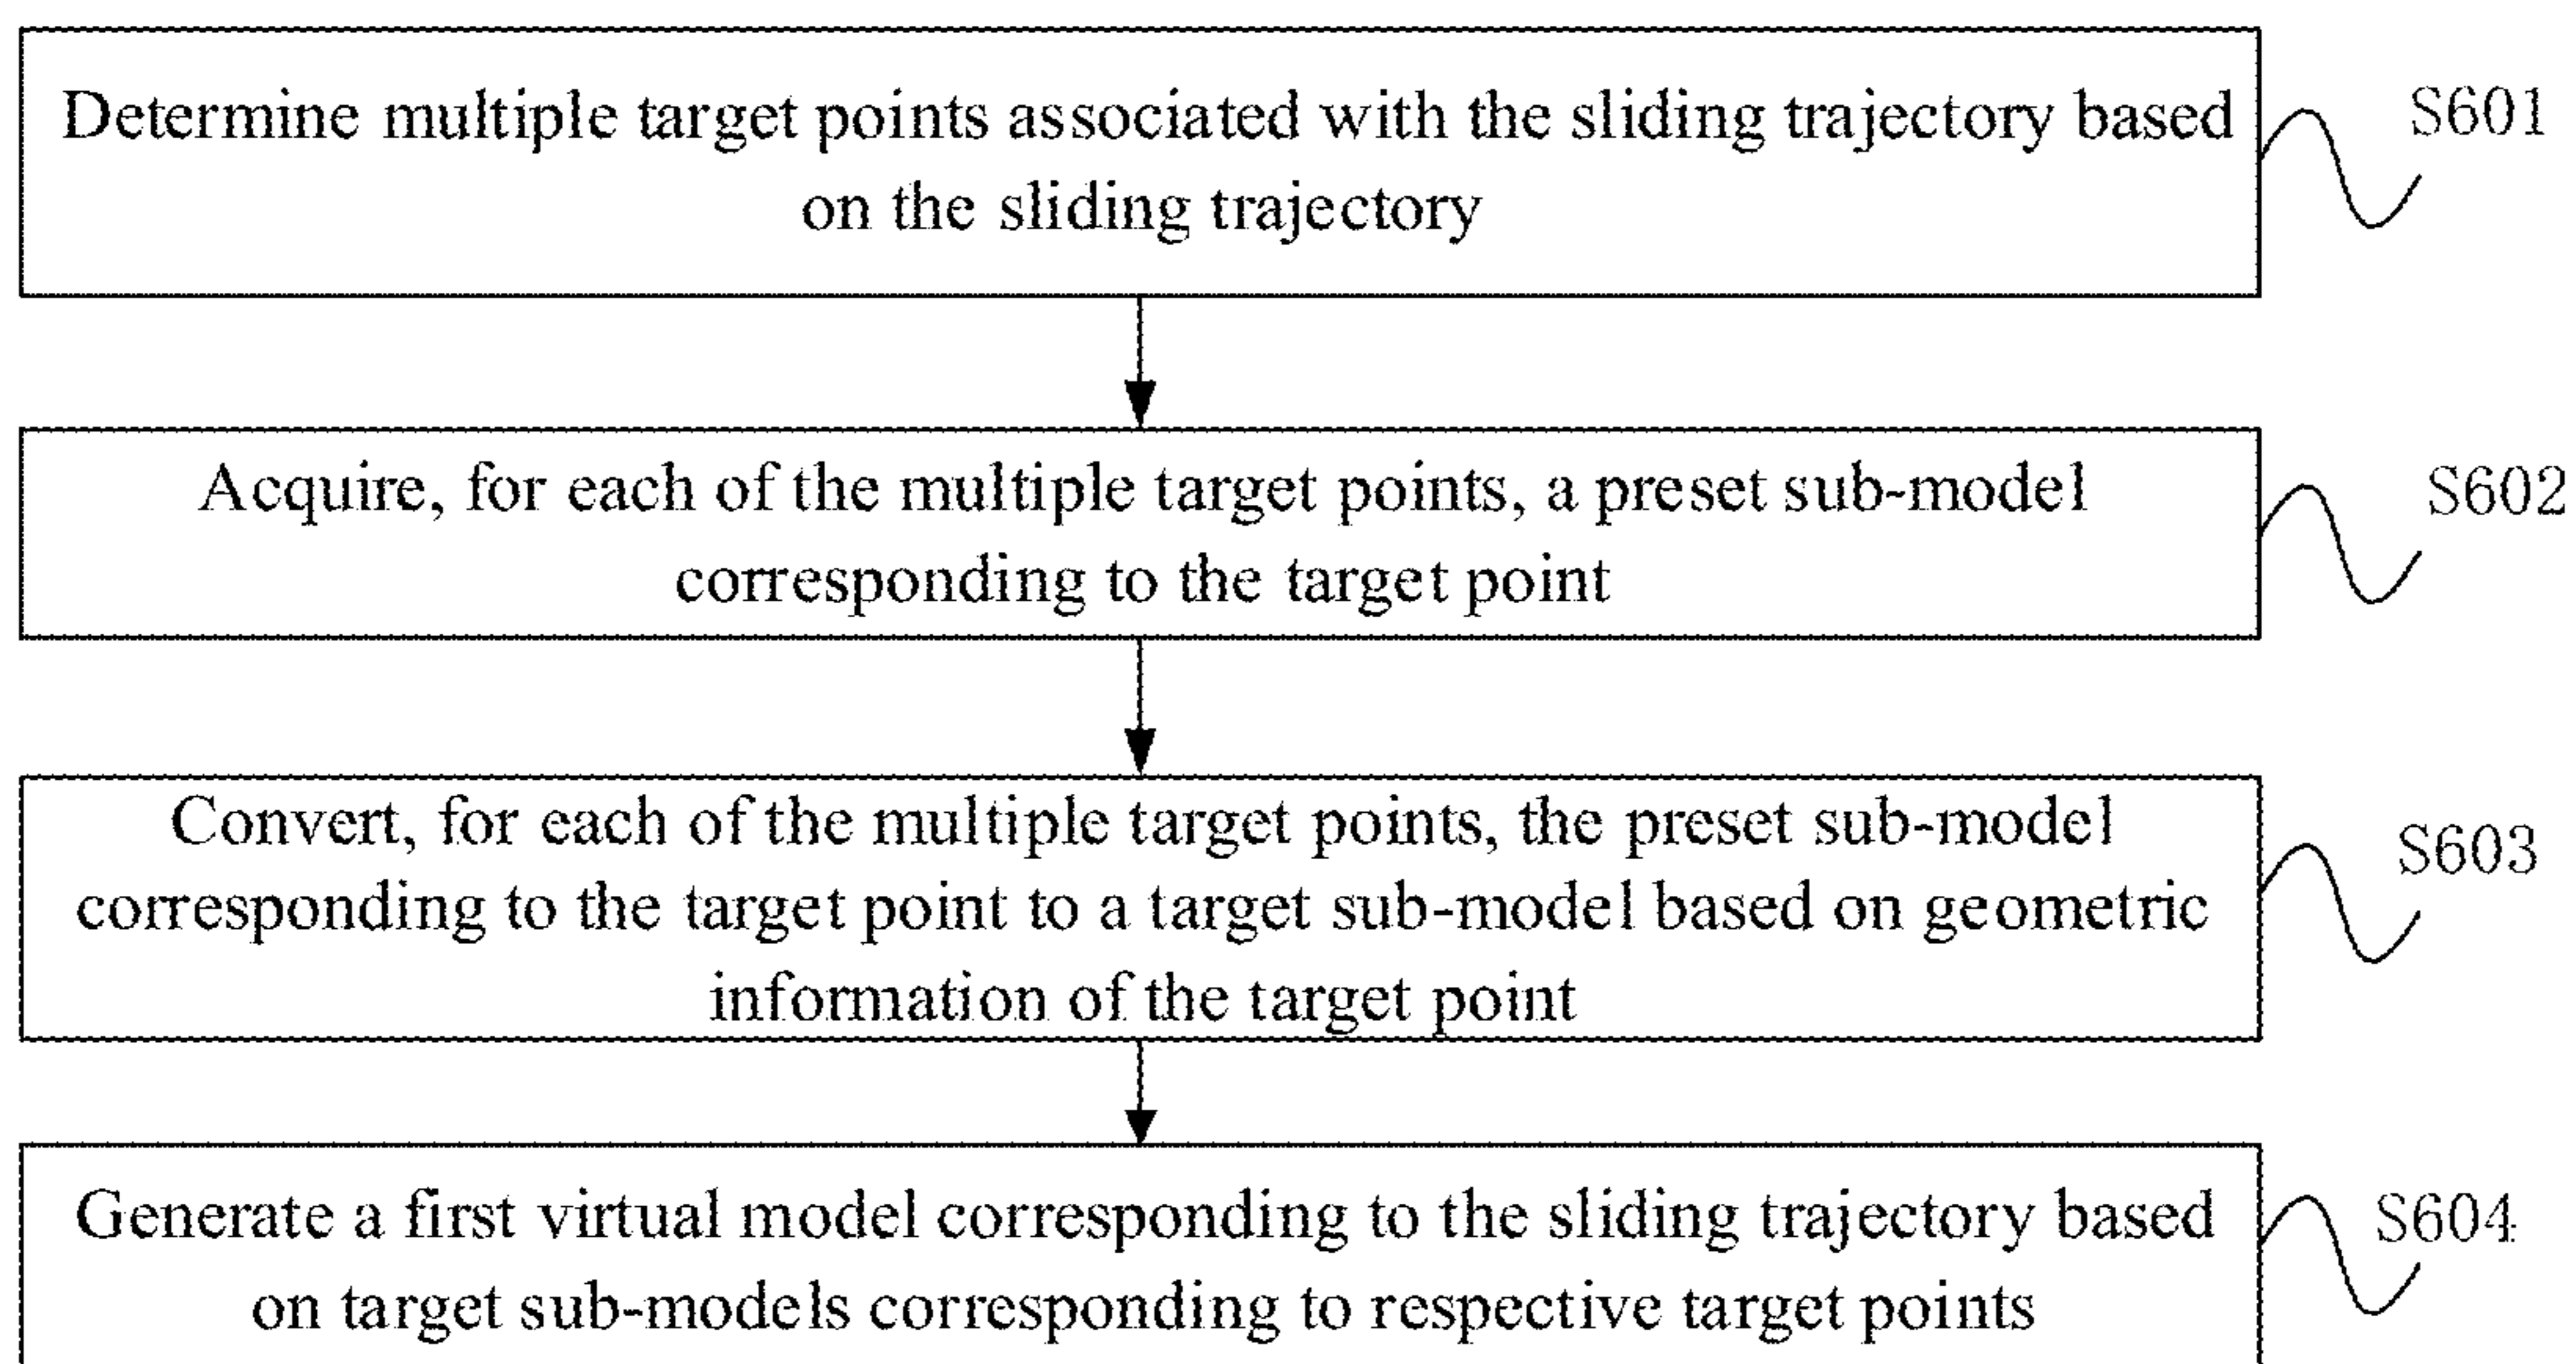 Determine multiple target points associated with the sliding trajectory based
on the sliding trajectory
S601
Acquire, for each of the multiple target points, a preset sub-model
corresponding to the target point
S602
Convert, for each of the multiple target points, the preset sub-model
corresponding to the target point to a target sub-model based on geometric
information of the target point
S603
Generate a first virtual model corresponding to the sliding trajectory based
on target sub-models corresponding to respective target points
S604